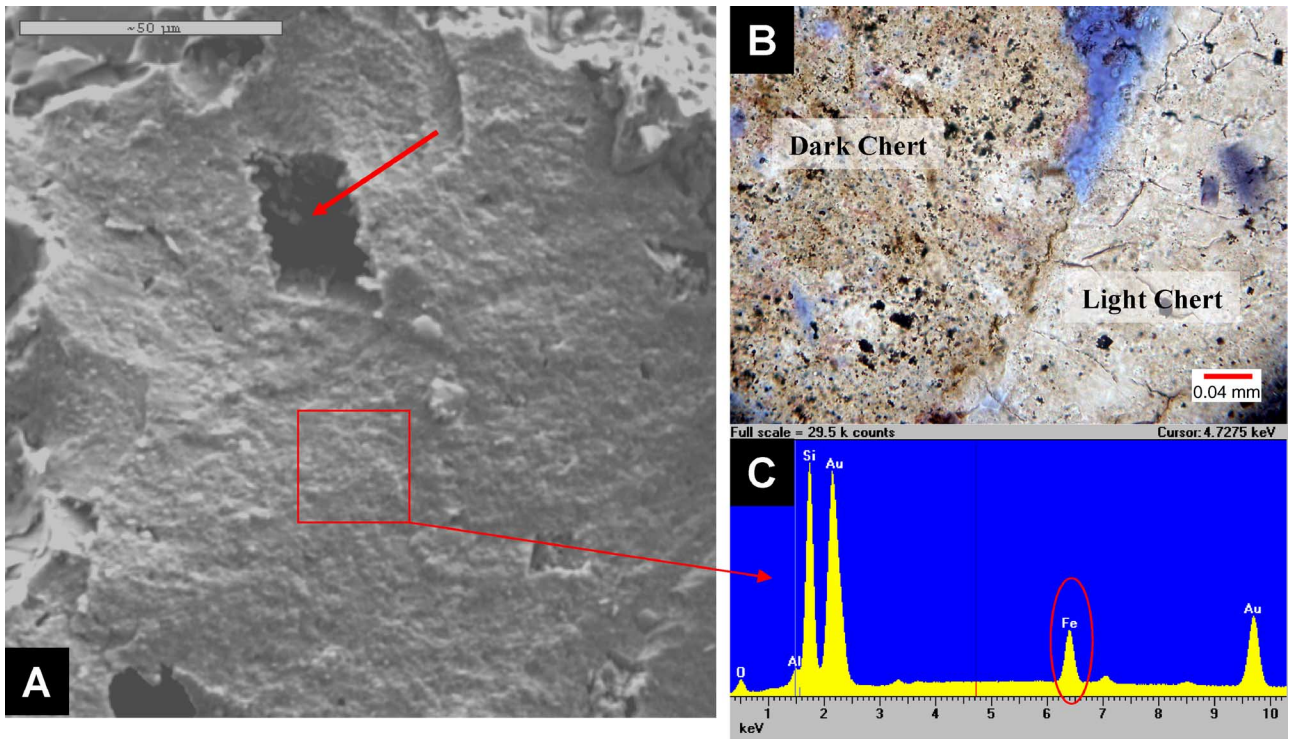 ~50 µm
A
B
Dark Chert
Light Chert
0.04 mm
Full scale = 29.5 k counts Cursor: 4.7275 keV
C
Si
Au
Fe
Au
Al
O
1 2 3 4 5 6 7 8 9 10
keV